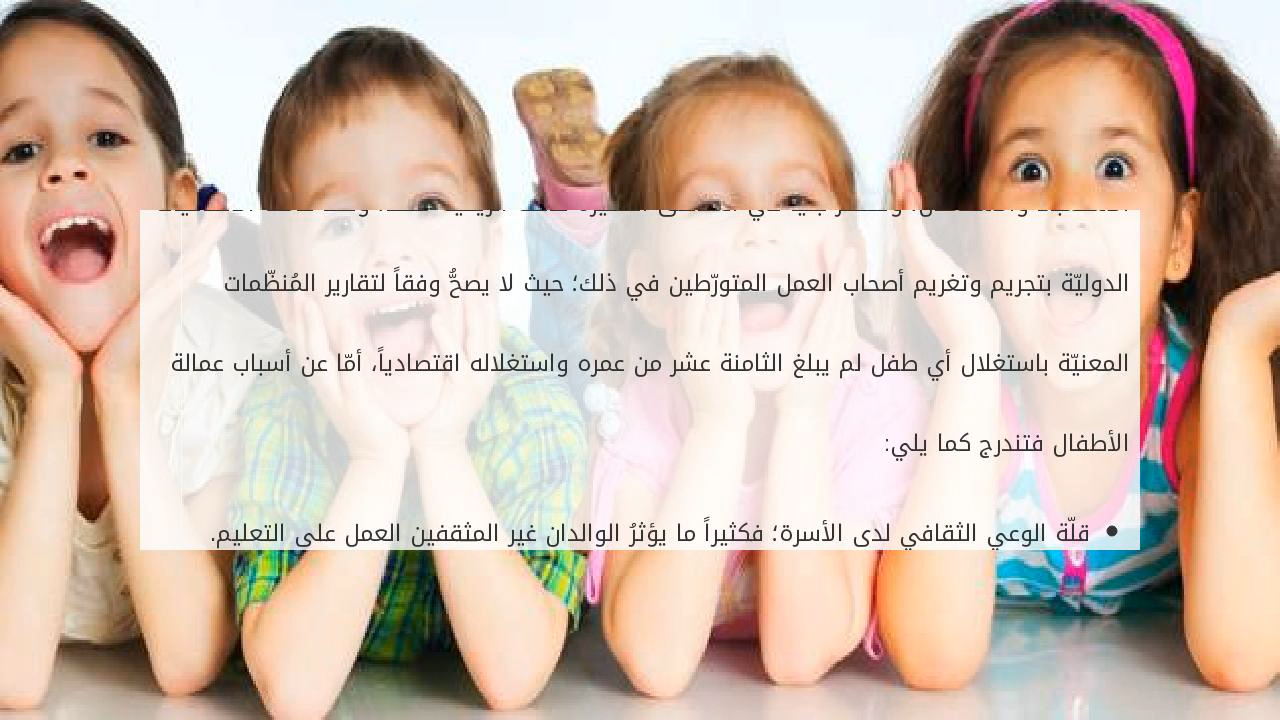 الدوليّة بتجريم وتغريم أصحاب العمل المتورّطين في ذلك؛ حيث لا يصحُّ وفقاً لتقارير المُنظّمات
المعنيّة باستغلال أي طفل لم يبلغ الثامنة عشر من عمره واستغلاله اقتصادياً، أمّا عن أسباب عمالة
الأطفال فتندرج كما يلي:
• قلّة الوعي الثقافي لدى الأسرة؛ فكثيراً ما يؤثرُ الوالدان غير المثقفين العمل على التعليم.